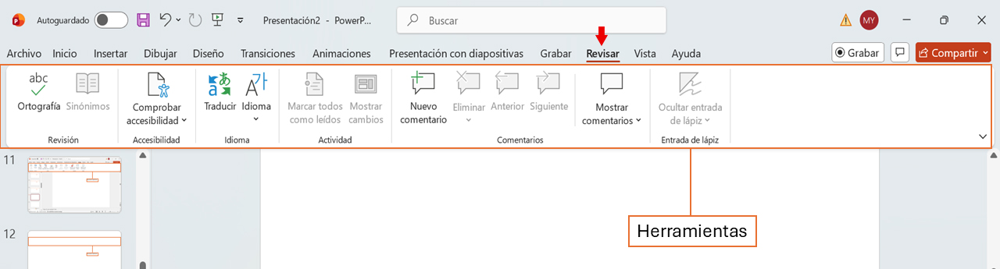 Autoguardado
Presentación2 - PowerP...
Buscar
MY
Archivo Inicio Insertar Dibujar Diseño Transiciones Animaciones Presentación con diapositivas Grabar Revisar Vista Ayuda
Grabar
Compartir
abc
Ortografía
Sinónimos
Revisión
Comprobar
accesibilidad
Accesibilidad
Traducir
Idioma
Idioma
Marcar todos
como leídos
Mostrar
cambios
Actividad
Nuevo
comentario
Eliminar
Anterior
Siguiente
Mostrar
comentarios
Comentarios
Ocultar entrada
de lápiz
Entrada de lápiz
11
12
Herramientas